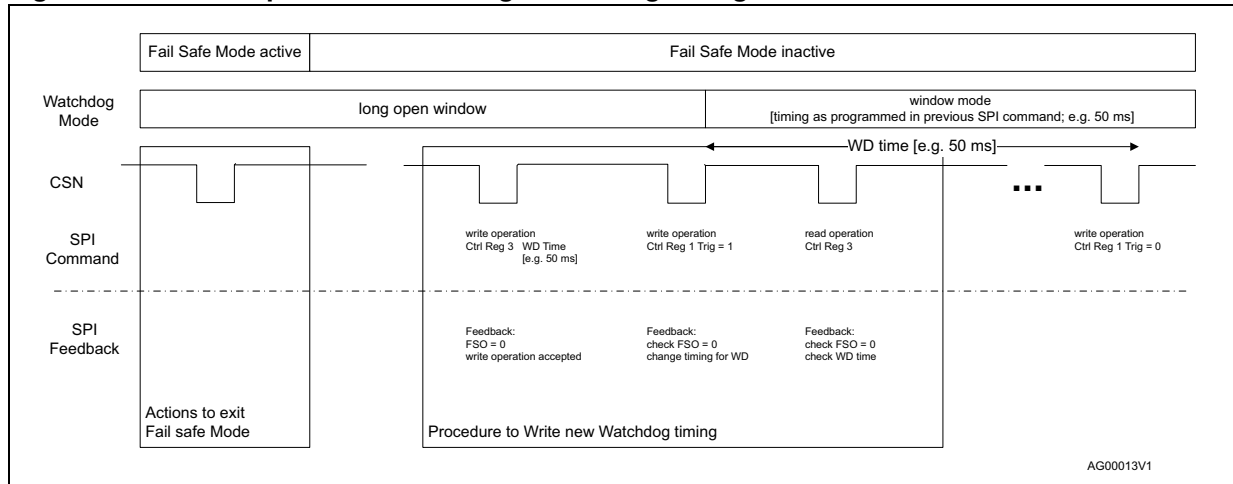 Fail Safe Mode active
Fail Safe Mode inactive
Watchdog
Mode
long open window
window mode
[timing as programmed in previous SPI command; e.g. 50 ms]
WD time [e.g. 50 ms]
CSN
...
SPI
Command
write operation
Ctrl Reg 3 WD Time
[e.g. 50 ms]
write operation
Ctrl Reg 1 Trig = 1
read operation
Ctrl Reg 3
write operation
Ctrl Reg 1 Trig = 0
SPI
Feedback
Feedback:
FSO = 0
write operation accepted
Feedback:
check FSO = 0
change timing for WD
Feedback:
check FSO = 0
check WD time
Actions to exit
Fail safe Mode
Procedure to Write new Watchdog timing
AG00013V1